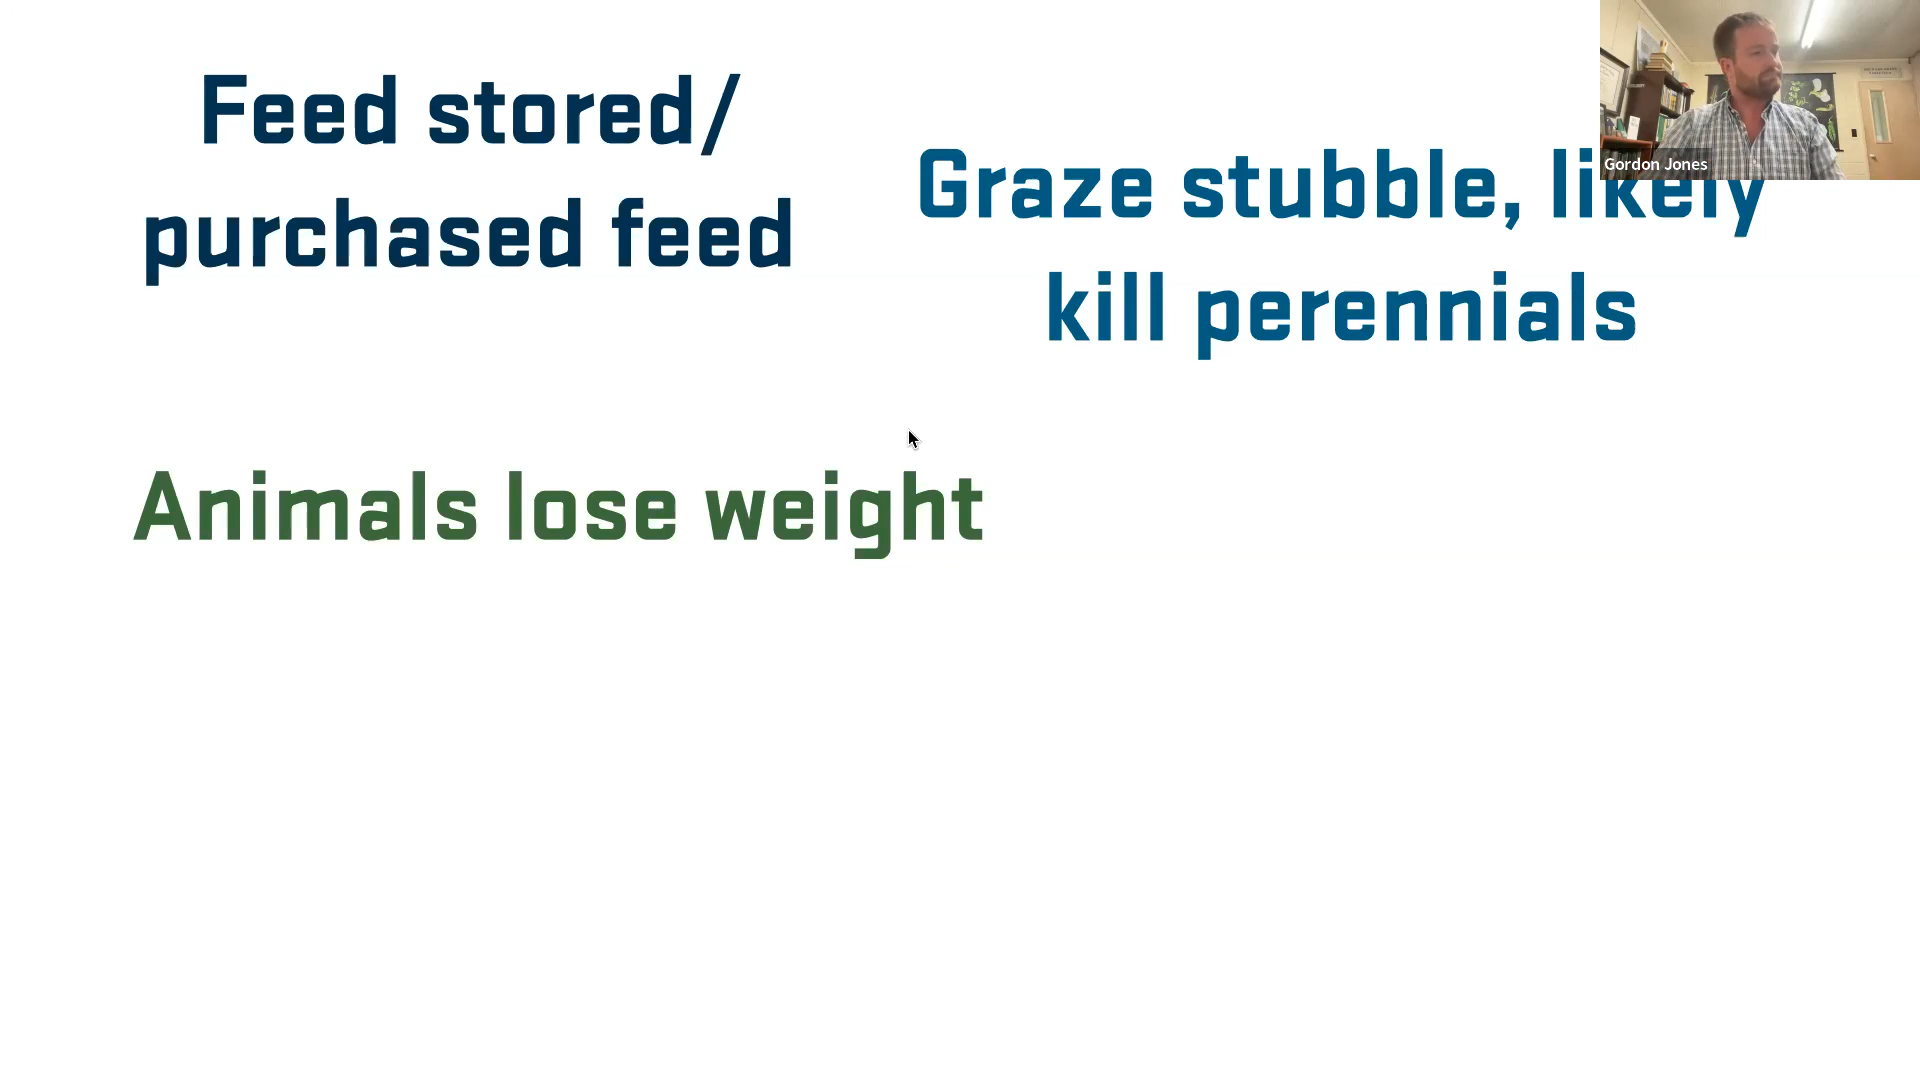 Feed stored/
purchased feed
Graze stubble, likely
kill perennials
Animals lose weight
Gordon Jones